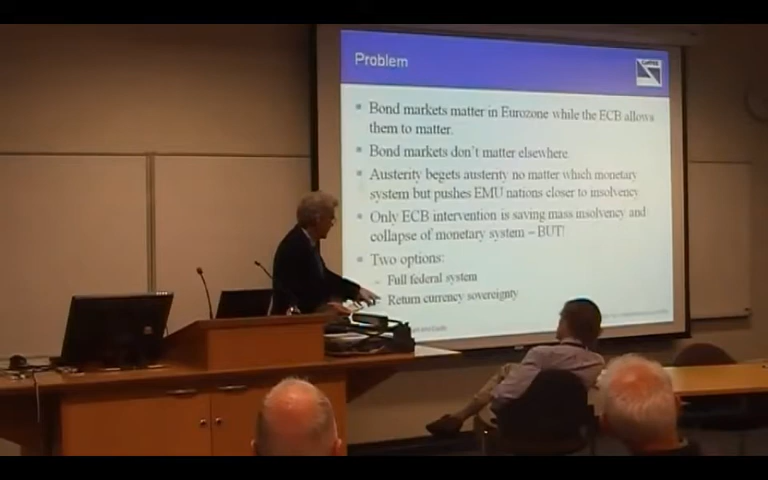 Problem
Bond markets matter in Eurozone while the ECB allows
them to matter.
Bond markets don't matter elsewhere.
Austerity begets austerity no matter which monetary
system but pushes EMU nations closer to insolvency
Only ECB intervention is saving mass insolvency and
collapse of monetary system – BUT!
Two options:
– Full federal system
– Return currency sovereignty